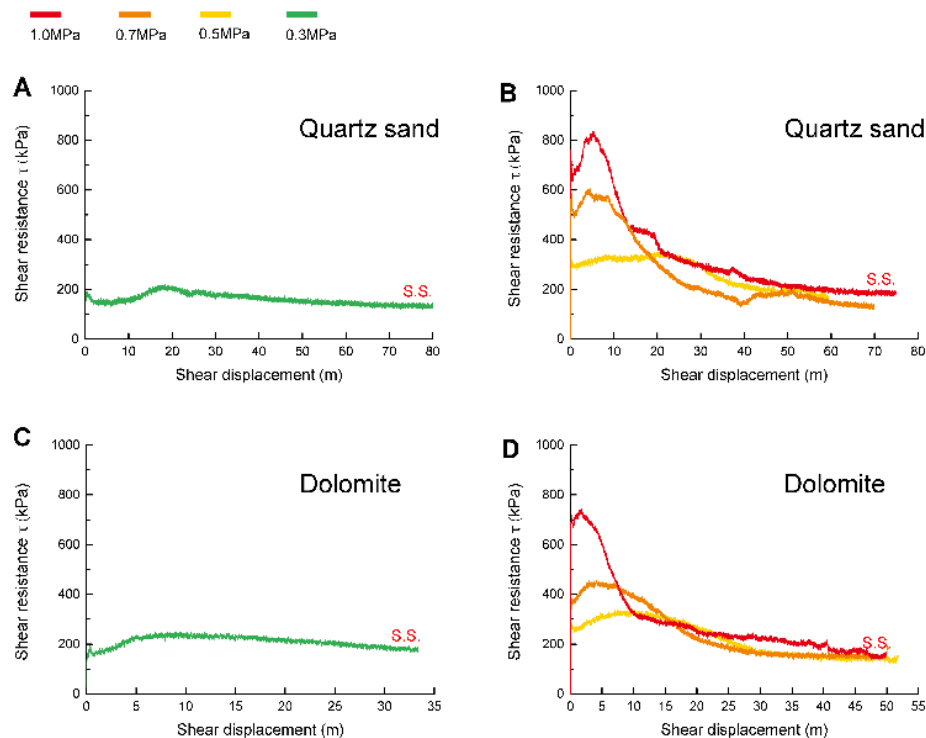 1.0MPa 0.7MPa 0.5MPa 0.3MPa
A
Quartz sand
Shear resistance τ (kPa)
1000
800
600
400
200
0
S.S.
0 10 20 30 40 50 60 70 80
Shear displacement (m)
B
Quartz sand
Shear resistance τ (kPa)
1000
800
600
400
200
0
S.S.
0 10 20 30 40 50 60 70 80
Shear displacement (m)
C
Dolomite
Shear resistance τ (kPa)
1000
800
600
400
200
0
S.S.
0 5 10 15 20 25 30 35
Shear displacement (m)
D
Dolomite
Shear resistance τ (kPa)
1000
800
600
400
200
0
S.S.
0 5 10 15 20 25 30 35 40 45 50 55
Shear displacement (m)